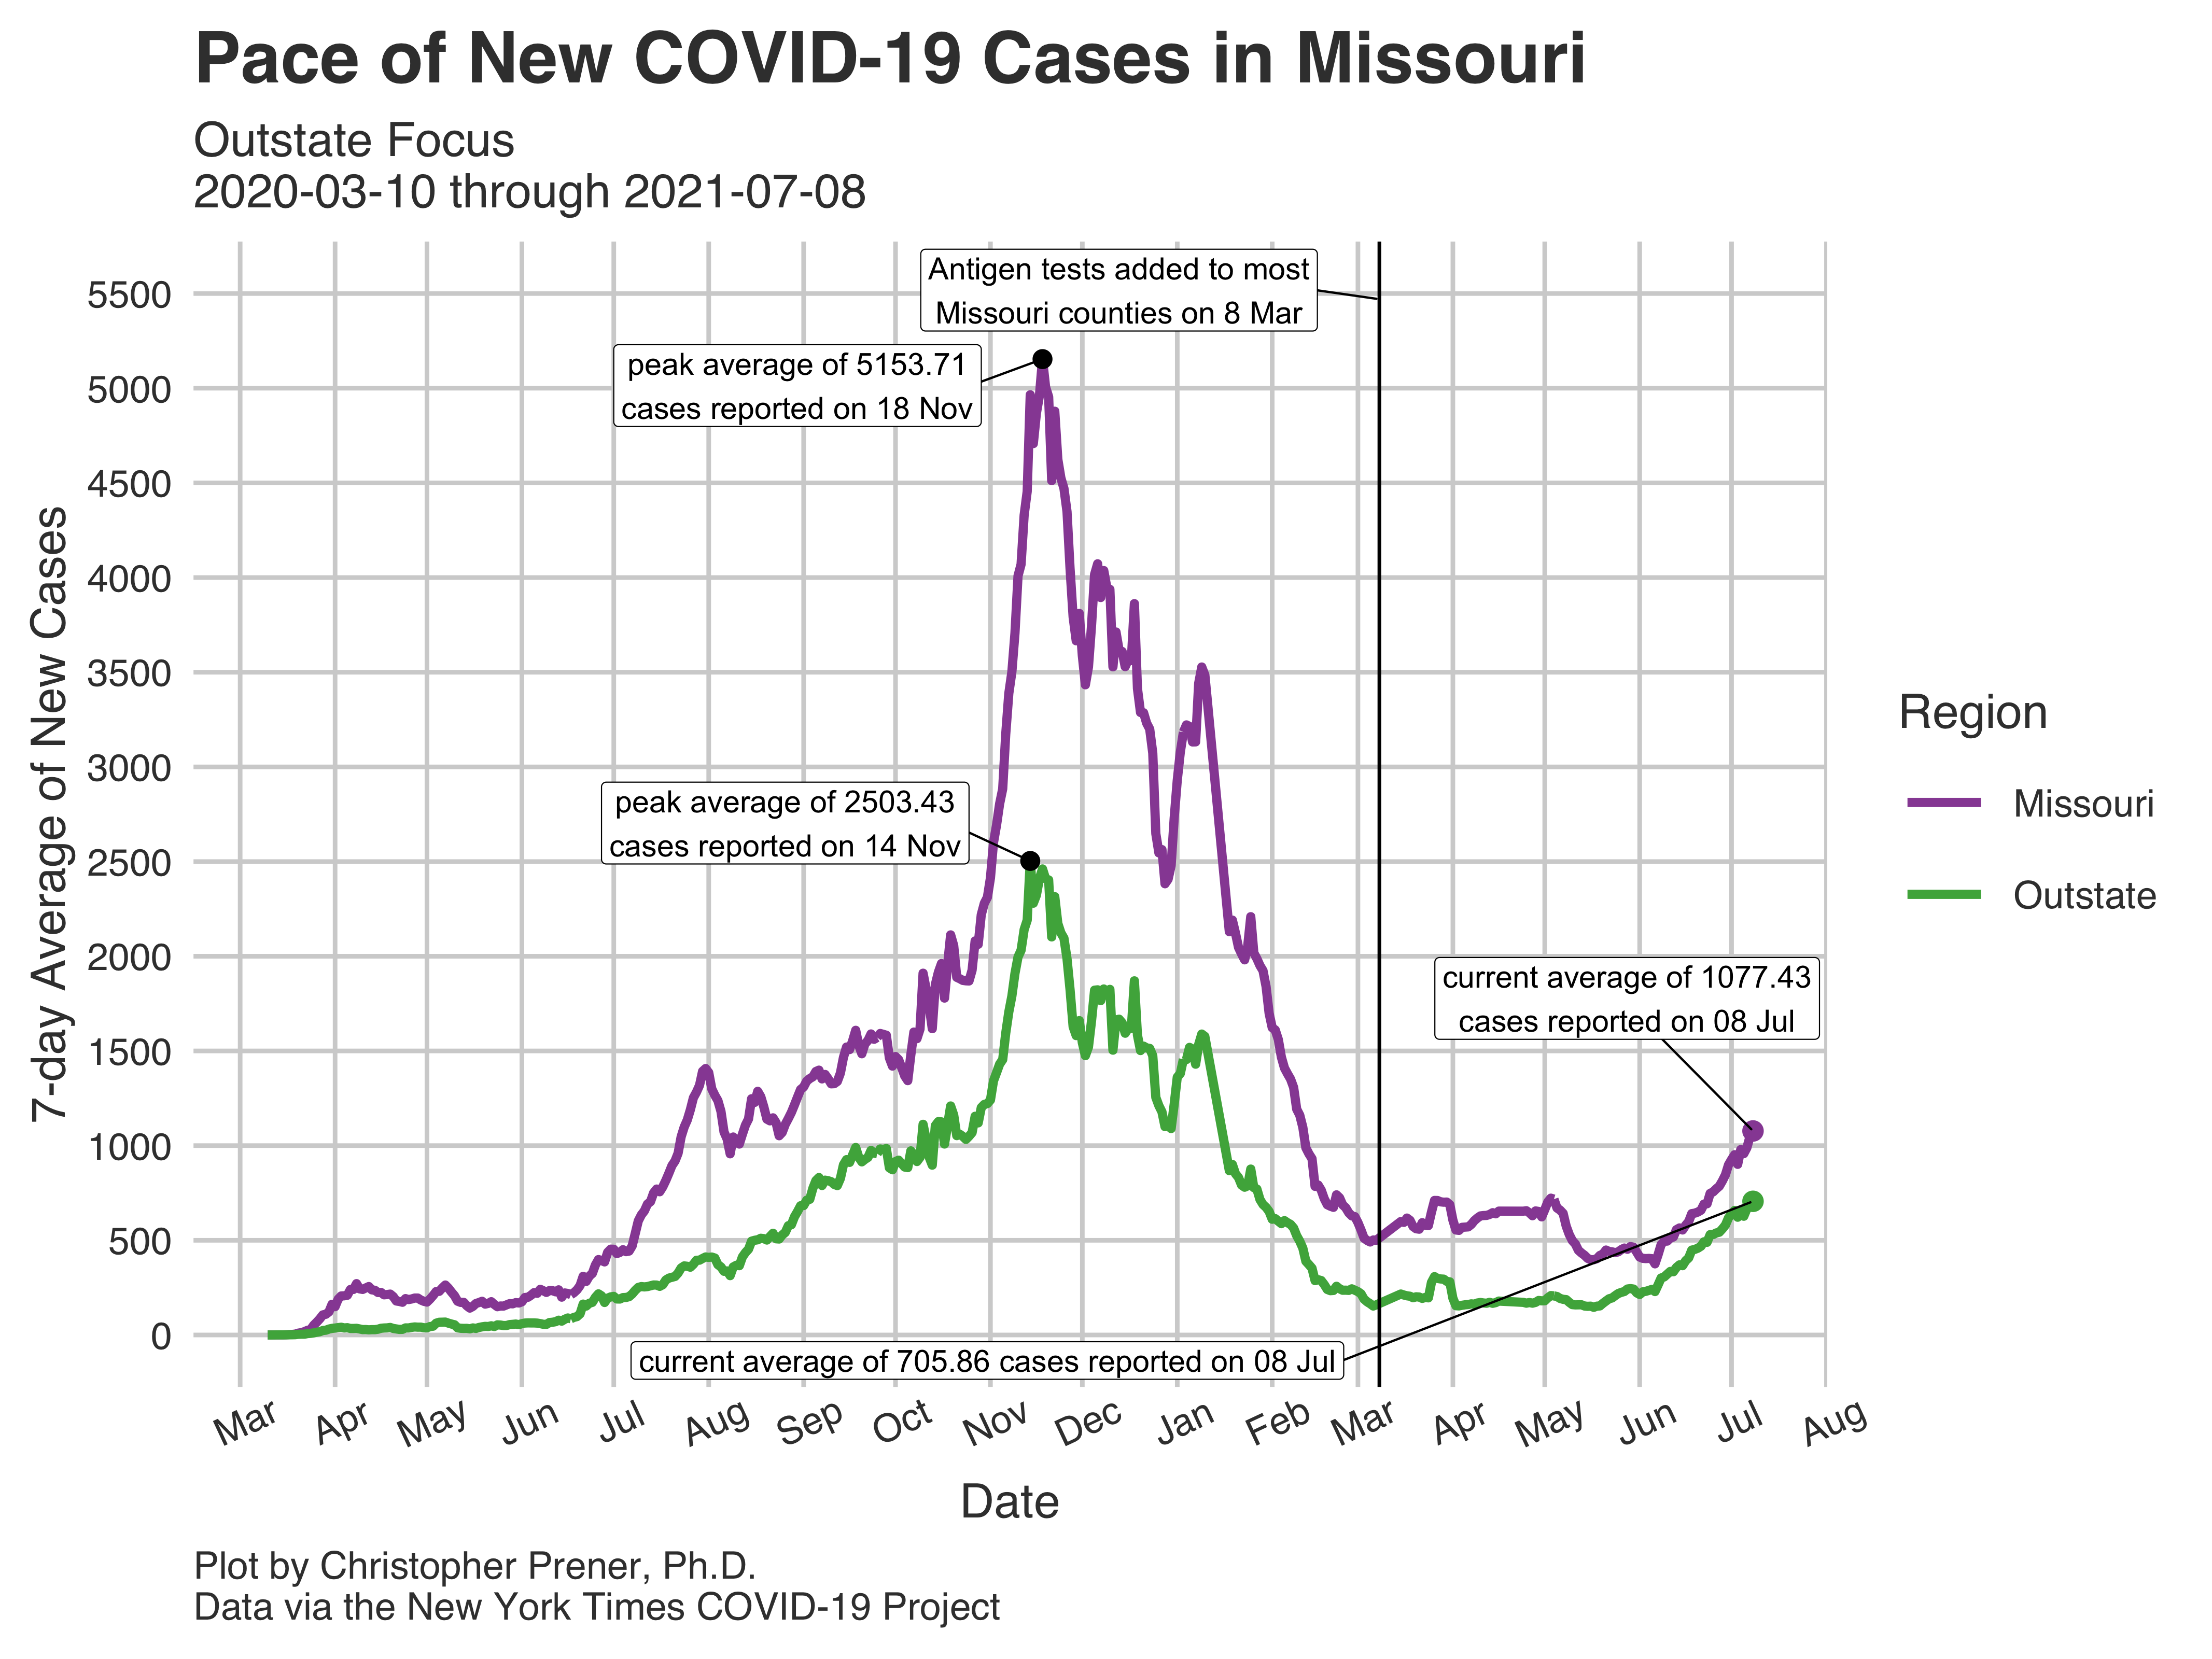 Pace of New COVID-19 Cases in Missouri
Outstate Focus
2020-03-10 through 2021-07-08
7-day Average of New Cases
5500
5000
4500
4000
3500
3000
2500
2000
1500
1000
500
0
Antigen tests added to most
Missouri counties on 8 Mar
peak average of 5153.71
cases reported on 18 Nov
peak average of 2503.43
cases reported on 14 Nov
current average of 1077.43
cases reported on 08 Jul
current average of 705.86 cases reported on 08 Jul
Mar Apr May Jun Jul Aug Sep Oct Nov Dec Jan Feb Mar Apr May Jun Jul Aug
Date
Region
Missouri
Outstate
Plot by Christopher Prener, Ph.D.
Data via the New York Times COVID-19 Project